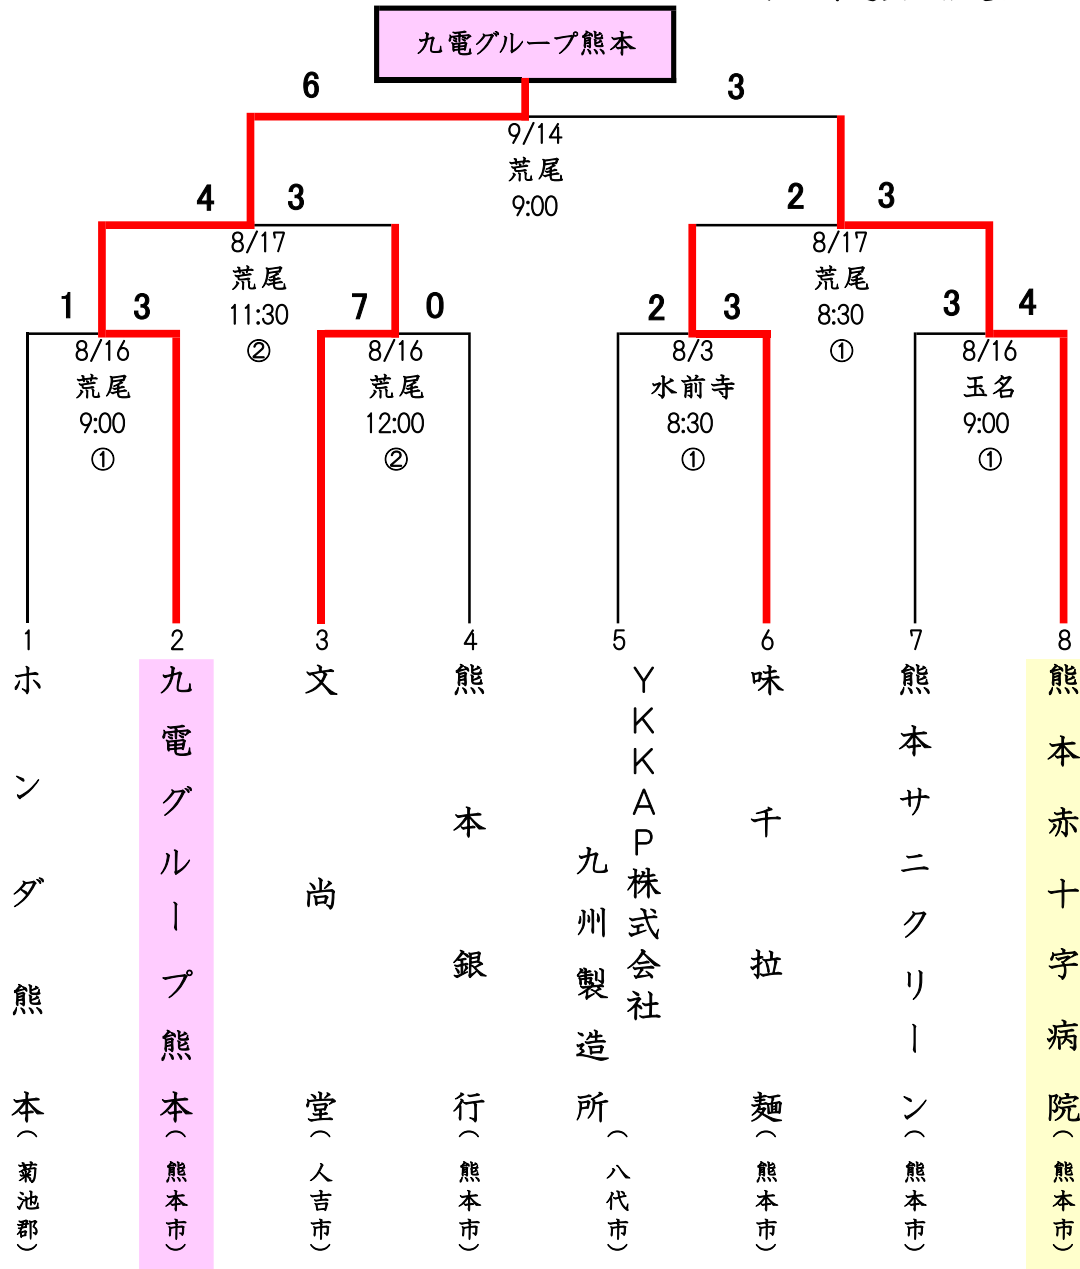 九電グループ熊本
6
3
9/14
荒尾
9:00
4
3
8/17
荒尾
11:30
②
2
3
8/17
荒尾
8:30
①
1
3
8/16
荒尾
9:00
①
7
0
8/16
荒尾
12:00
②
2
3
8/3
水前寺
8:30
①
3
4
8/16
玉名
9:00
①
1
ホンダ熊本(菊池郡)
2
九電グループ熊本(熊本市)
3
文尚堂(人吉市)
4
熊本銀行(熊本市)
5
YKKAP株式会社
九州製造所(八代市)
6
味千拉麺(熊本市)
7
熊本サニクリーン(熊本市)
8
熊本赤十字病院(熊本市)